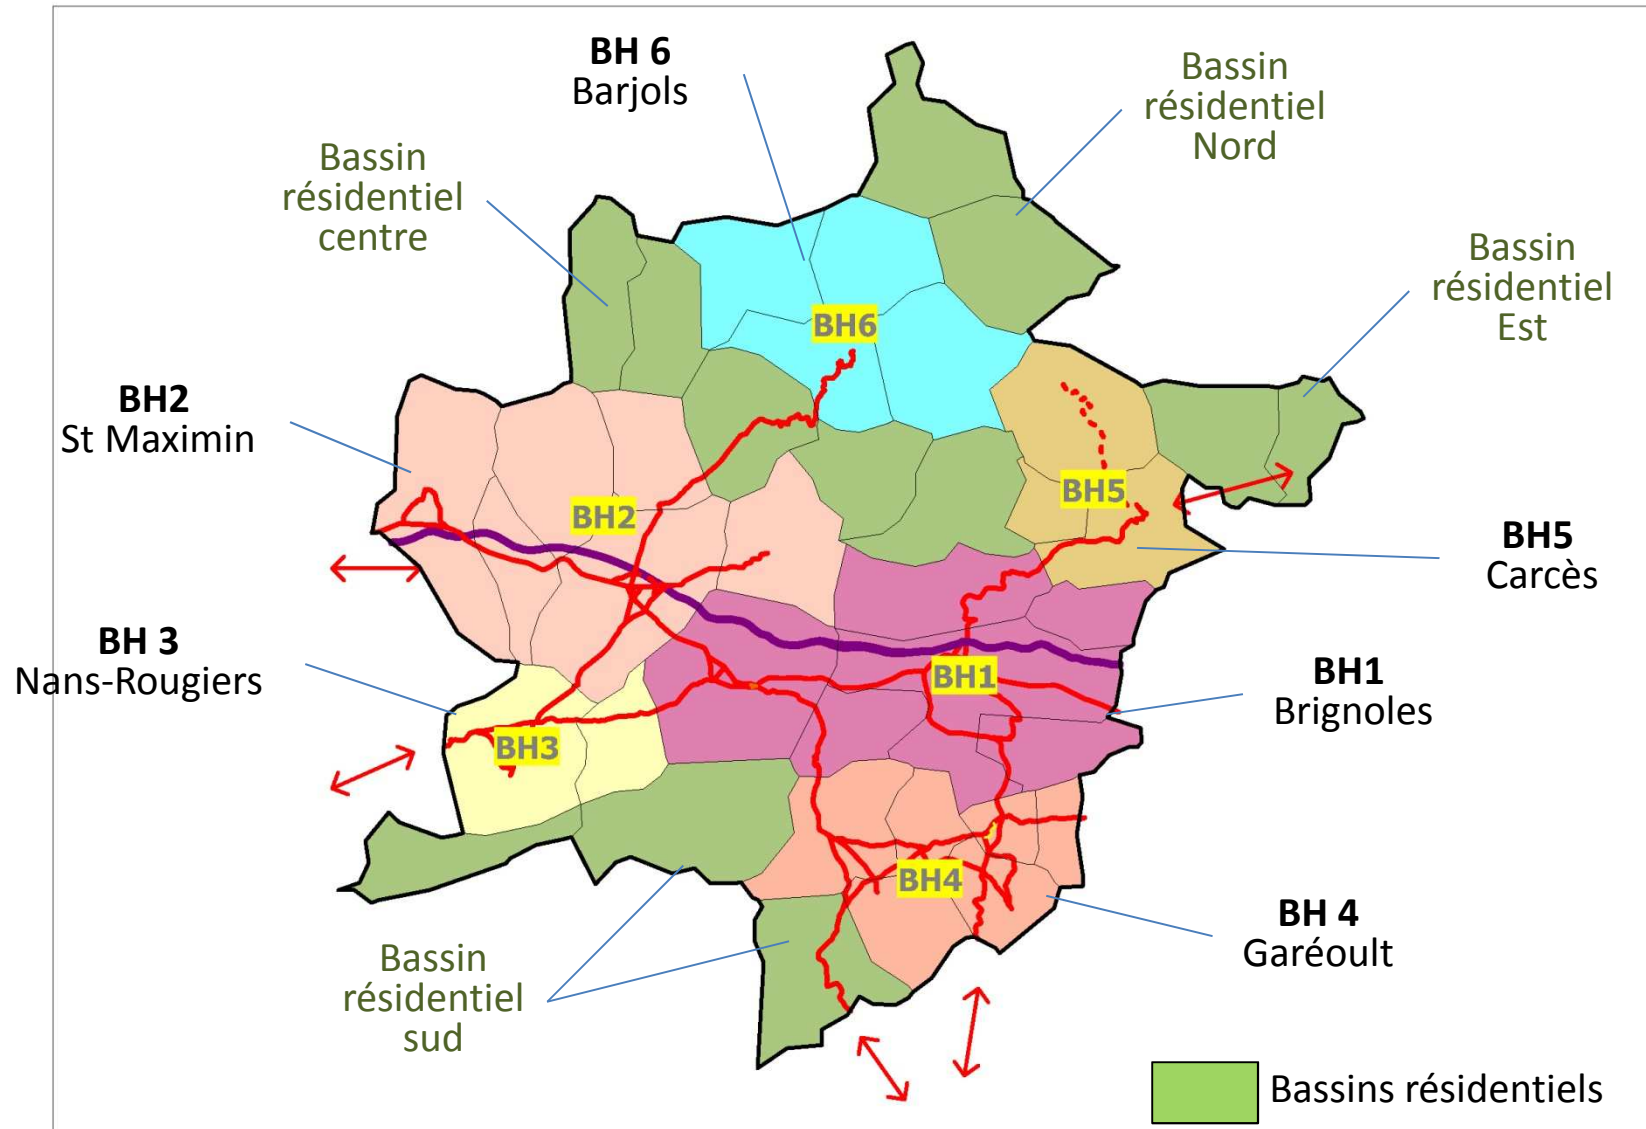 BH 6
Barjols
Bassin
résidentiel
Nord
Bassin
résidentiel
centre
Bassin
résidentiel
Est
BH6
BH2
St Maximin
BH5
BH2
BH5
Carcès
BH 3
Nans-Rougiers
BH1
BH1
Brignoles
BH3
BH4
BH 4
Garéoult
Bassin
résidentiel
sud
Bassins résidentiels